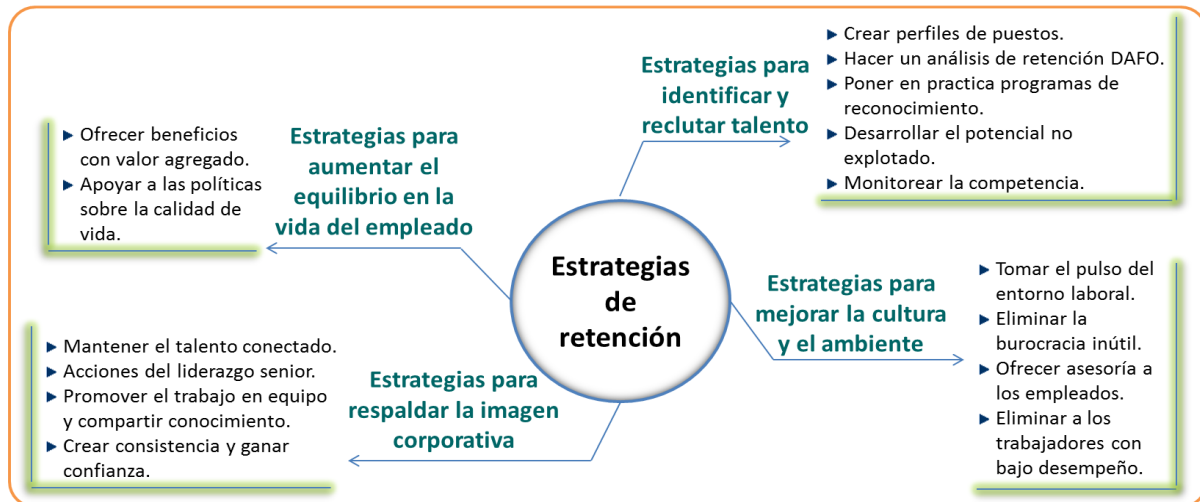 Estrategias
de
retención
Estrategias para
identificar y
reclutar talento
► Crear perfiles de puestos.
► Hacer un análisis de retención DAFO.
► Poner en practica programas de
reconocimiento.
► Desarrollar el potencial no
explotado.
► Monitorear la competencia.
Estrategias para
mejorar la cultura
y el ambiente
► Tomar el pulso del
entorno laboral.
► Eliminar la
burocracia inútil.
► Ofrecer asesoría a
los empleados.
► Eliminar a los
trabajadores con
bajo desempeño.
Estrategias para
respaldar la imagen
corporativa
► Mantener el talento conectado.
► Acciones del liderazgo senior.
► Promover el trabajo en equipo
y compartir conocimiento.
► Crear consistencia y ganar
confianza.
Estrategias para
aumentar el
equilibrio en la
vida del empleado
► Ofrecer beneficios
con valor agregado.
► Apoyar a las políticas
sobre la calidad de
vida.